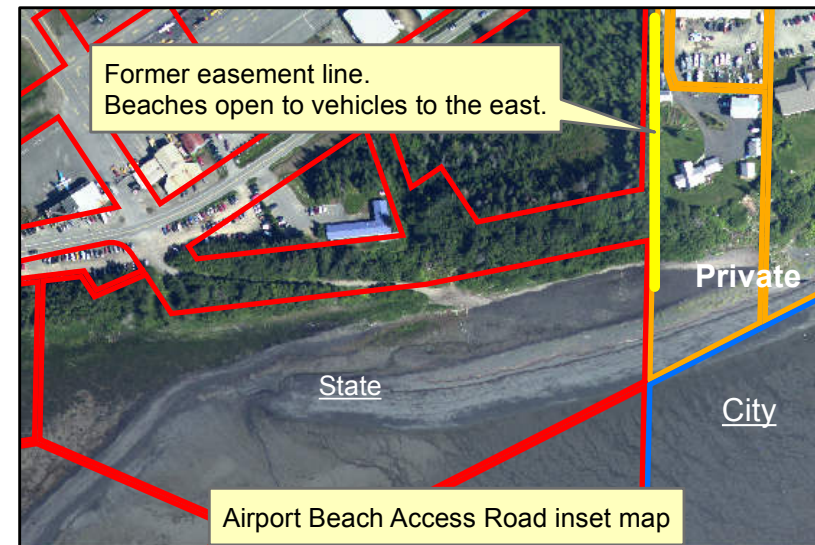 Former easement line.
Beaches open to vehicles to the east.
Private
State
City
Airport Beach Access Road inset map